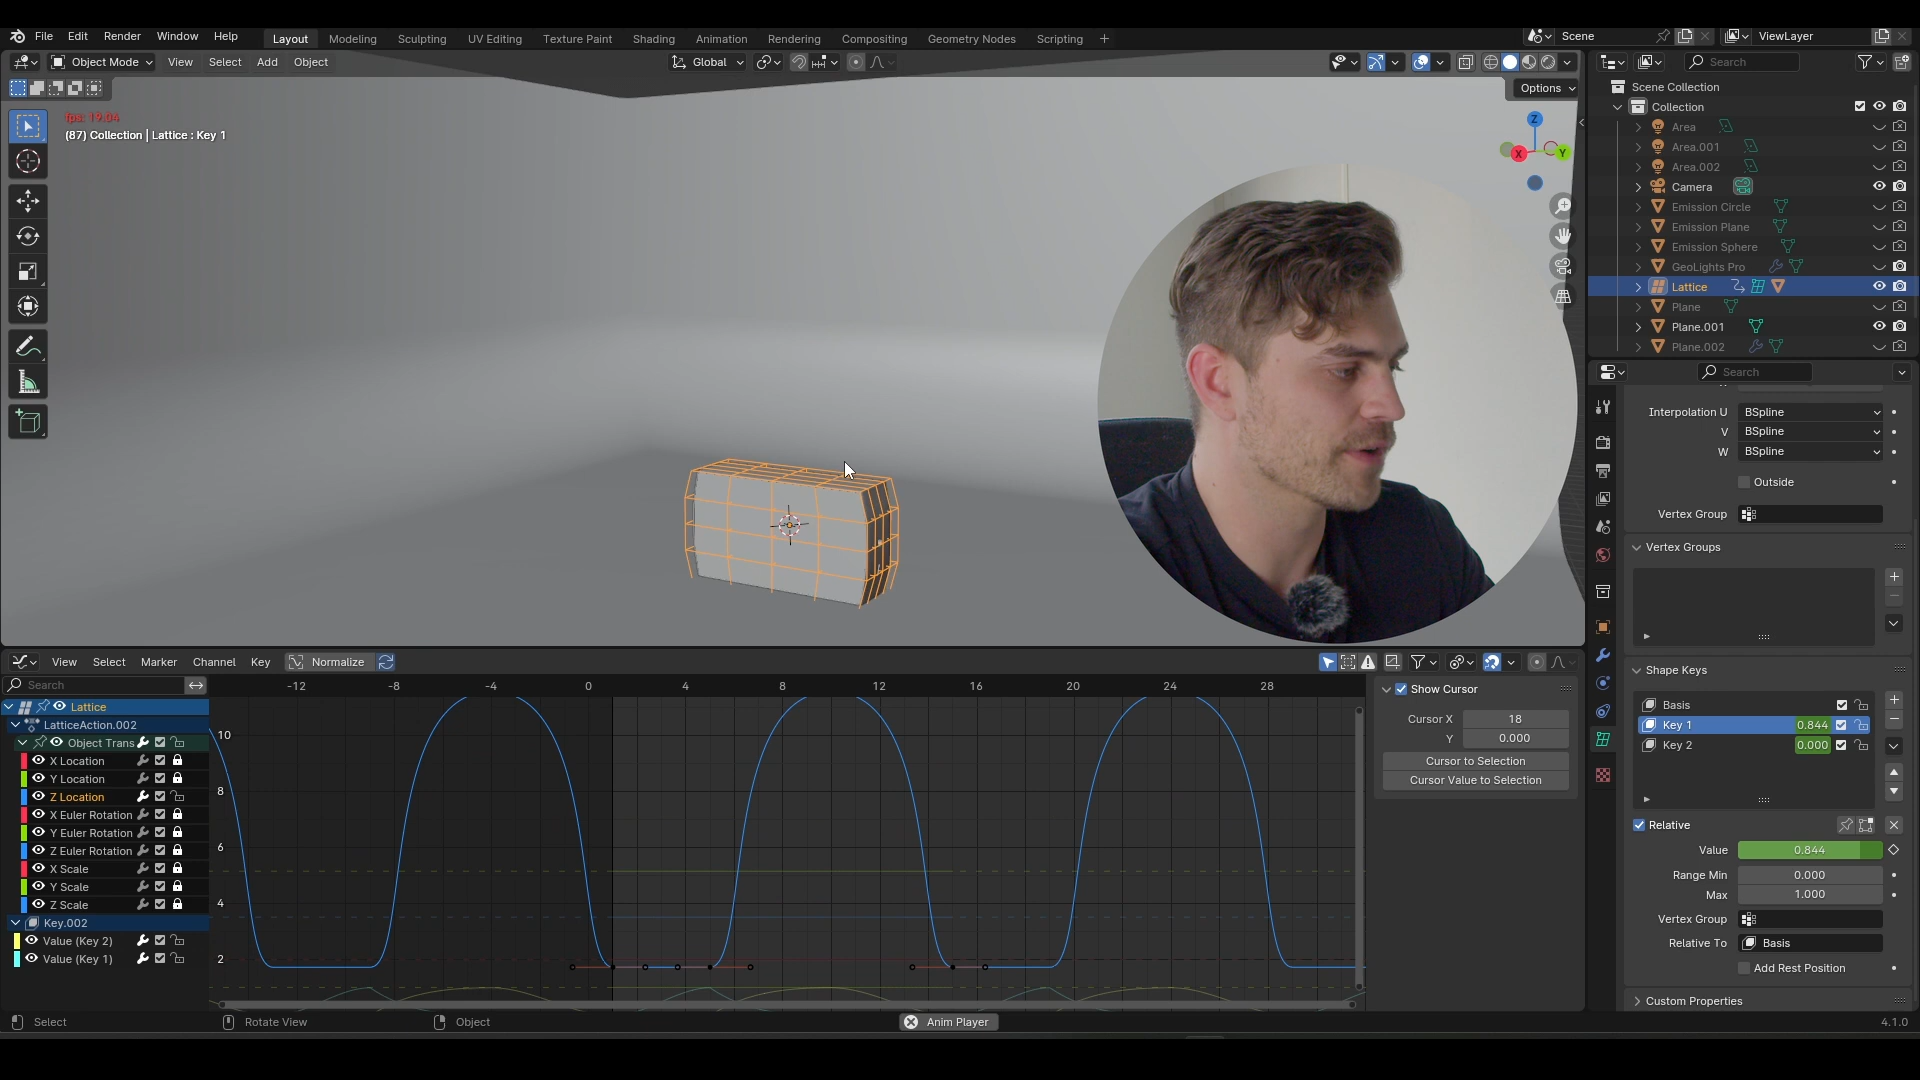 File Edit Render Window Help Layout Modeling Sculpting UV Editing Texture Paint Shading Animation Rendering Compositing Geometry Nodes Scripting + Scene ViewLayer
Object Mode View Select Add Object Global Search
Options
fps: 19.04
(87) Collection | Lattice : Key 1
Z
X
Y
Scene Collection
Collection
Area
Area.001
Area.002
Camera
Emission Circle
Emission Plane
Emission Sphere
GeoLights Pro
Lattice
Plane
Plane.001
Plane.002
Search
Interpolation U BSpline
V BSpline
W BSpline
Outside
Vertex Group
Vertex Groups
Shape Keys
Basis
Key 1 0.844
Key 2 0.000
Relative
Value 0.844
Range Min 0.000
Max 1.000
Vertex Group
Relative To Basis
Add Rest Position
Custom Properties
View Select Marker Channel Key Normalize
Search
-12 -8 -4 0 4 8 12 16 20 24 28
10
8
6
4
2
Lattice
LatticeAction.002
Object Trans
X Location
Y Location
Z Location
X Euler Rotation
Y Euler Rotation
Z Euler Rotation
X Scale
Y Scale
Z Scale
Key.002
Value (Key 2)
Value (Key 1)
Show Cursor
Cursor X 18
Y 0.000
Cursor to Selection
Cursor Value to Selection
Select Rotate View Object Anim Player 4.1.0